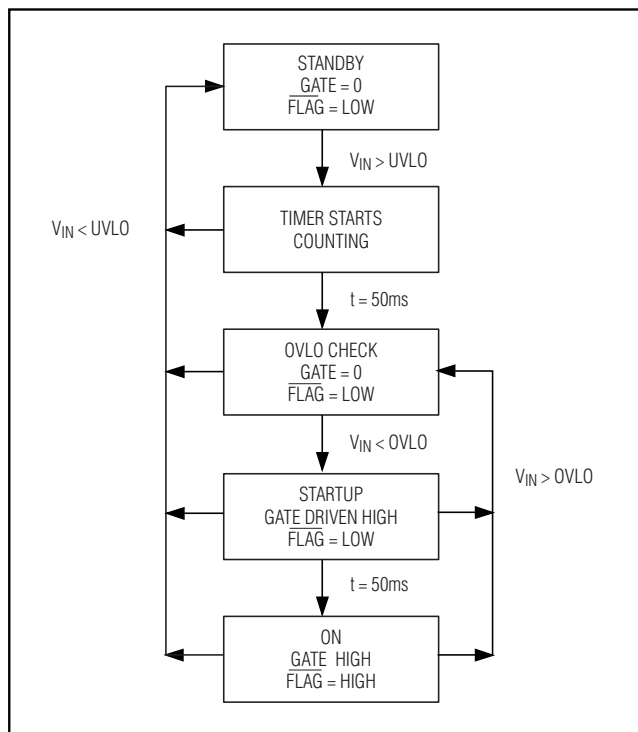 STANDBY
GATE = 0
FLAG = LOW
V_IN > UVLO
TIMER STARTS
COUNTING
V_IN < UVLO
t = 50ms
OVLO CHECK
GATE = 0
FLAG = LOW
V_IN < OVLO
V_IN > OVLO
STARTUP
GATE DRIVEN HIGH
FLAG = LOW
t = 50ms
ON
GATE HIGH
FLAG = HIGH